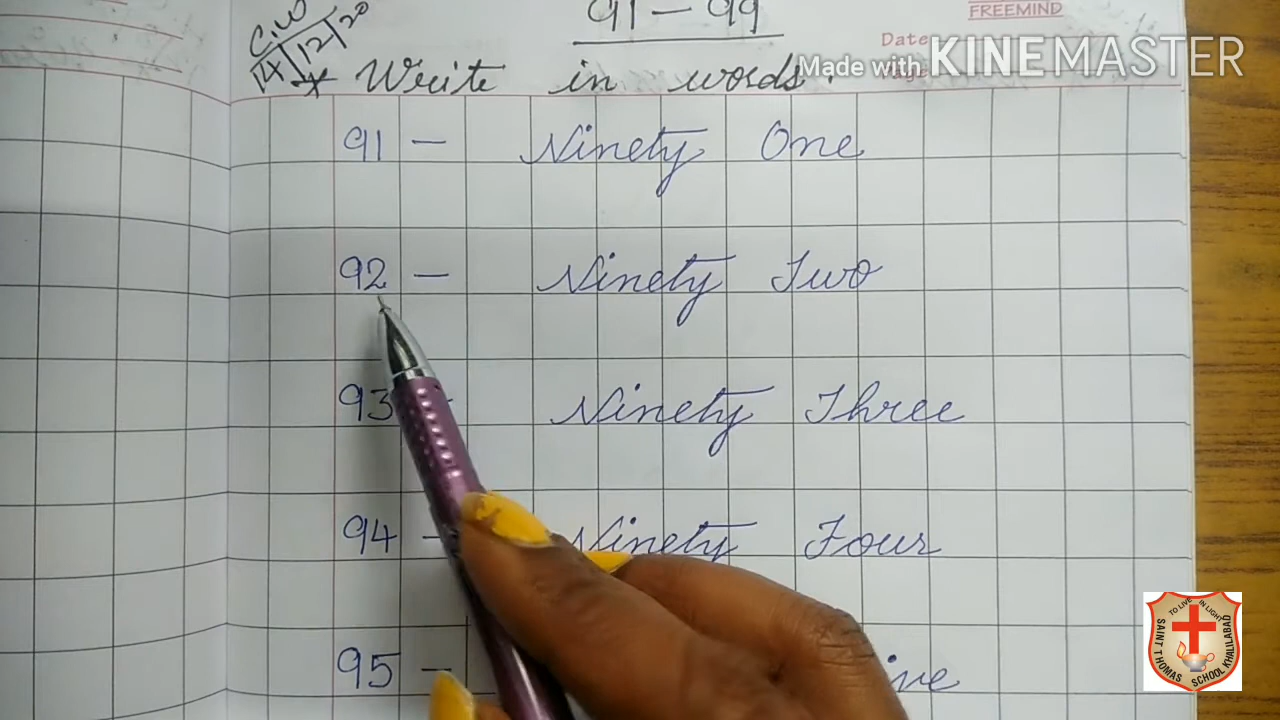 91 — 99
C.W
14/12/20
FREEMIND
Date
* Write in words.
Made with KINEMASTER
91 — Ninety One
92 — Ninety Two
93 - Ninety Three
94 - Ninety Four
95 - ive
TO LIVE IN LIGHT
SAINT THOMAS SCHOOL KHALILABAD